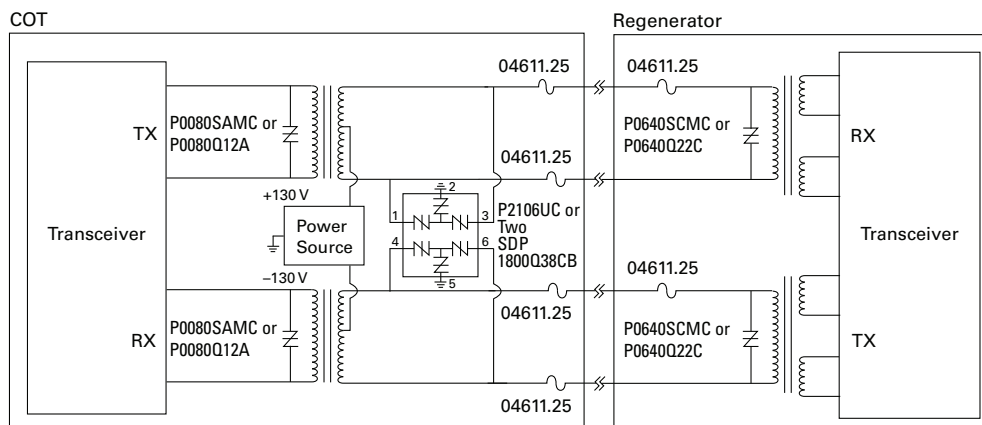 COT
Regenerator
04611.25
04611.25
TX
P0080SAMC or
P0080Q12A
P0640SCMC or
P0640Q22C
RX
04611.25
+130 V
2
P2106UC or
Two
SDP
1800Q38CB
1
3
Transceiver
Power
Source
4
6
Transceiver
–130 V
5
04611.25
04611.25
RX
P0080SAMC or
P0080Q12A
P0640SCMC or
P0640Q22C
TX
04611.25